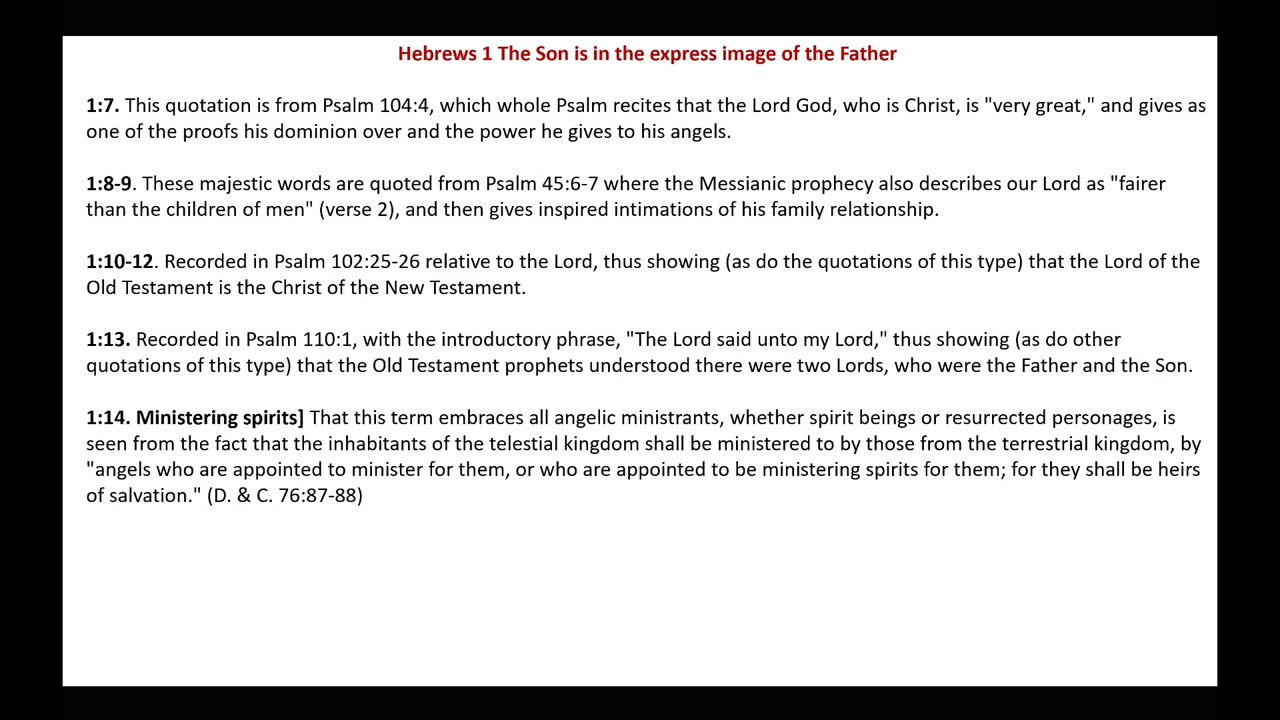 Hebrews 1 The Son is in the express image of the Father
1:7. This quotation is from Psalm 104:4, which whole Psalm recites that the Lord God, who is Christ, is "very great," and gives as
one of the proofs his dominion over and the power he gives to his angels.
1:8-9. These majestic words are quoted from Psalm 45:6-7 where the Messianic prophecy also describes our Lord as "fairer
than the children of men" (verse 2), and then gives inspired intimations of his family relationship.
1:10-12. Recorded in Psalm 102:25-26 relative to the Lord, thus showing (as do the quotations of this type) that the Lord of the
Old Testament is the Christ of the New Testament.
1:13. Recorded in Psalm 110:1, with the introductory phrase, "The Lord said unto my Lord," thus showing (as do other
quotations of this type) that the Old Testament prophets understood there were two Lords, who were the Father and the Son.
1:14. Ministering spirits] That this term embraces all angelic ministrants, whether spirit beings or resurrected personages, is
seen from the fact that the inhabitants of the telestial kingdom shall be ministered to by those from the terrestrial kingdom, by
"angels who are appointed to minister for them, or who are appointed to be ministering spirits for them; for they shall be heirs
of salvation." (D. & C. 76:87-88)